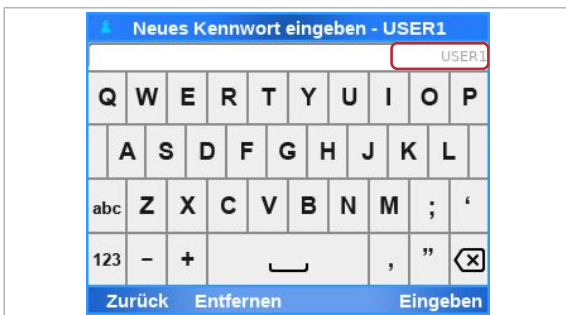 Neues Kennwort eingeben - USER1
USER1
Q W E R T Y U I O P
A S D F G H J K L
abc Z X C V B N M ; ‘
123 - + , ”
Zurück Entfernen Eingeben